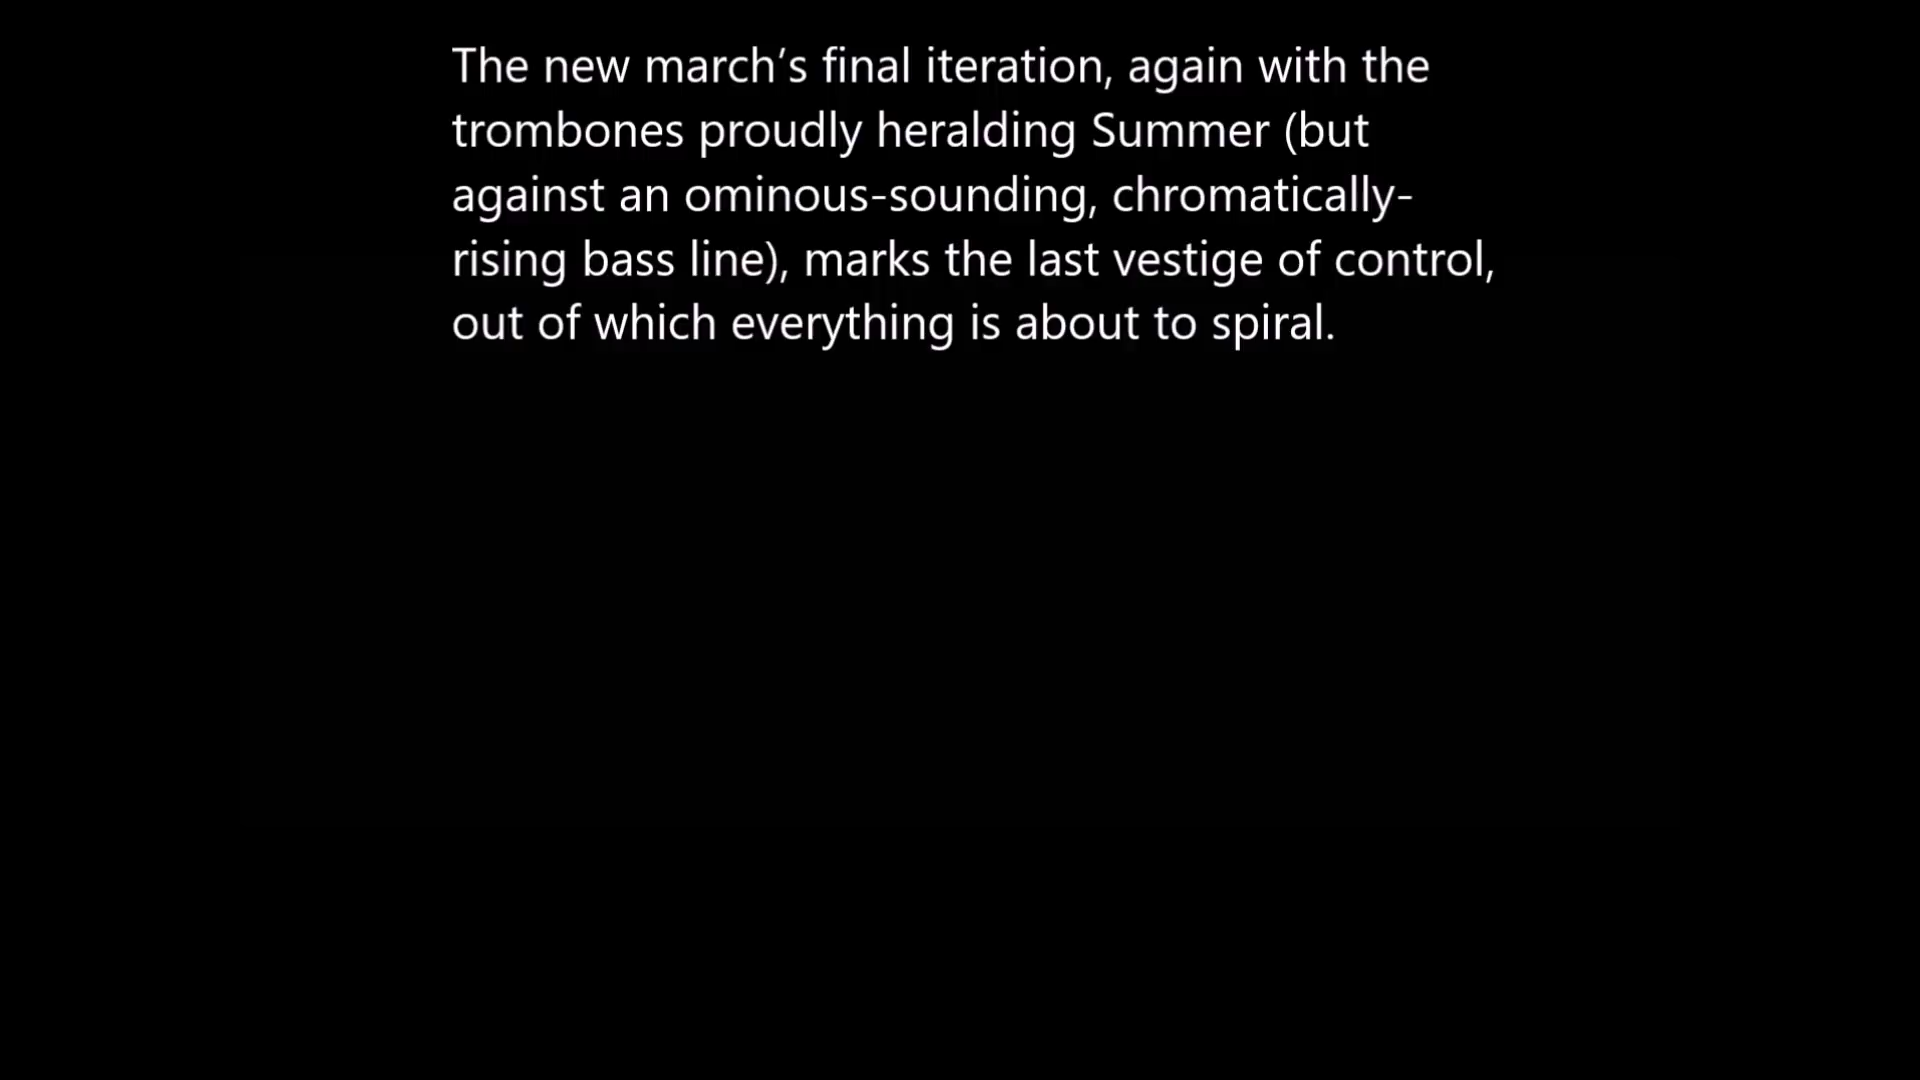 The new march’s final iteration, again with the
trombones proudly heralding Summer (but
against an ominous-sounding, chromatically-
rising bass line), marks the last vestige of control,
out of which everything is about to spiral.